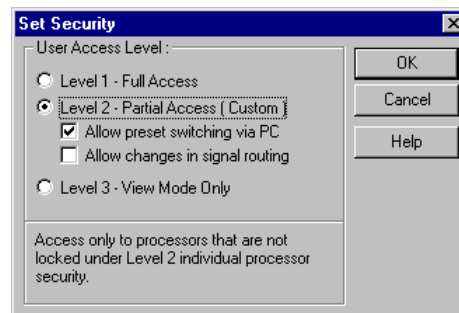 Set Security
User Access Level :
Level 1 - Full Access
Level 2 - Partial Access ( Custom )
Allow preset switching via PC
Allow changes in signal routing
Level 3 - View Mode Only
Access only to processors that are not
locked under Level 2 individual processor
security.
OK
Cancel
Help